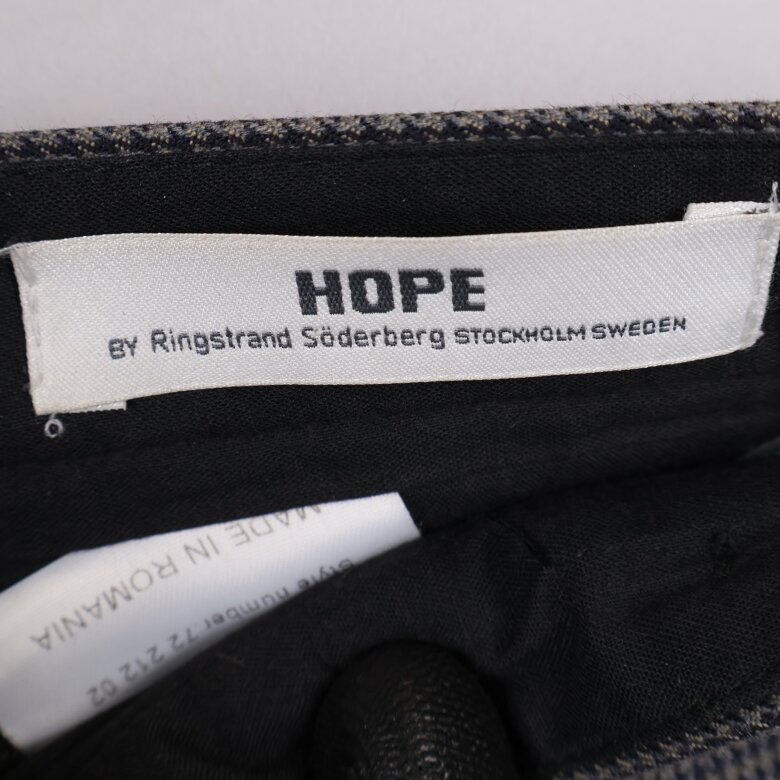 HOPE
BY Ringstrand Söderberg STOCKHOLM SWEDEN
MADE IN ROMANIA
Style number: 72 212 02